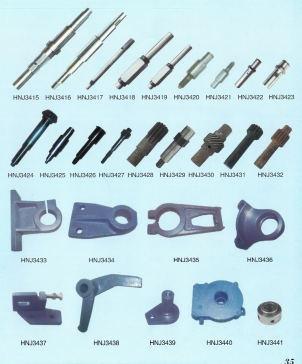 HNJ3415 HNJ3416 HNJ3417 HNJ3418 HNJ3419 HNJ3420 HNJ3421 HNJ3422 HNJ3423
HNJ3424 HNJ3425 HNJ3426 HNJ3427 HNJ3428 HNJ3429 HNJ3430 HNJ3431 HNJ3432
HNJ3433 HNJ3434 HNJ3435 HNJ3436
HNJ3437 HNJ3438 HNJ3439 HNJ3440 HNJ3441
35